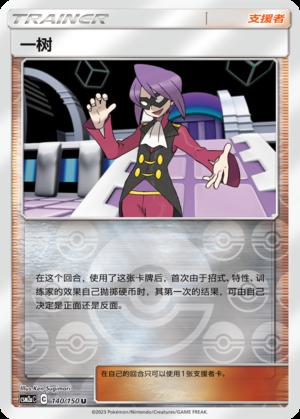 TRAINER
支援者
一树
在这个回合,使用了这张卡牌后,首次由于招式、特性、训
练家的效果自己抛掷硬币时,其第一次的结果,可由自己
决定是正面还是反面。
Illus. Ken Sugimori
在自己的回合只可以使用1张支援者卡。
CSM2a C C 140/150 U
©2023 Pokémon/Nintendo/Creatures/GAME FREAK.